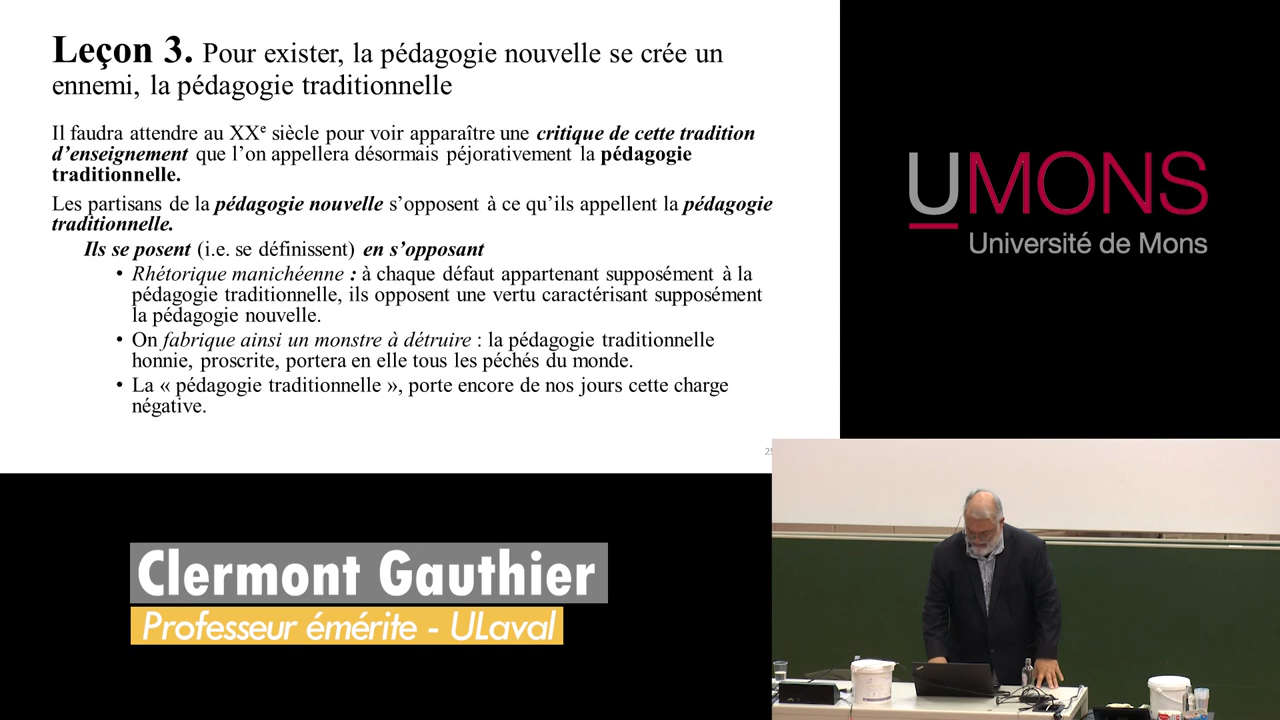 Leçon 3. Pour exister, la pédagogie nouvelle se crée un
ennemi, la pédagogie traditionnelle
Il faudra attendre au XXe siècle pour voir apparaître une critique de cette tradition
d’enseignement que l’on appellera désormais péjorativement la pédagogie
traditionnelle.
Les partisans de la pédagogie nouvelle s’opposent à ce qu’ils appellent la pédagogie
traditionnelle.
Ils se posent (i.e. se définissent) en s’opposant
• Rhétorique manichéenne : à chaque défaut appartenant supposément à la
pédagogie traditionnelle, ils opposent une vertu caractérisant supposément
la pédagogie nouvelle.
• On fabrique ainsi un monstre à détruire : la pédagogie traditionnelle
honnie, proscrite, portera en elle tous les péchés du monde.
• La « pédagogie traditionnelle », porte encore de nos jours cette charge
négative.
UMONS
Université de Mons
Clermont Gauthier
Professeur émérite - ULaval